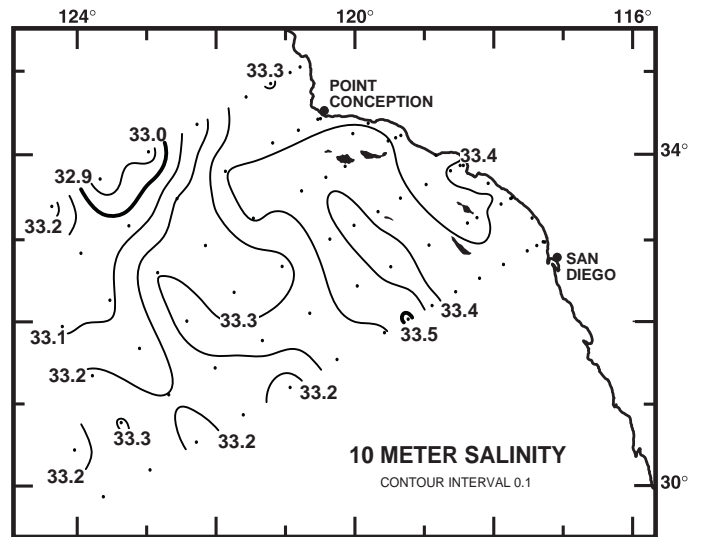 124° 120° 116°
33.3
POINT
CONCEPTION
33.0
33.4
34°
32.9
33.2
SAN
DIEGO
33.3
33.4
33.1
33.5
33.2
33.2
33.3
33.2
10 METER SALINITY
33.2
CONTOUR INTERVAL 0.1
30°